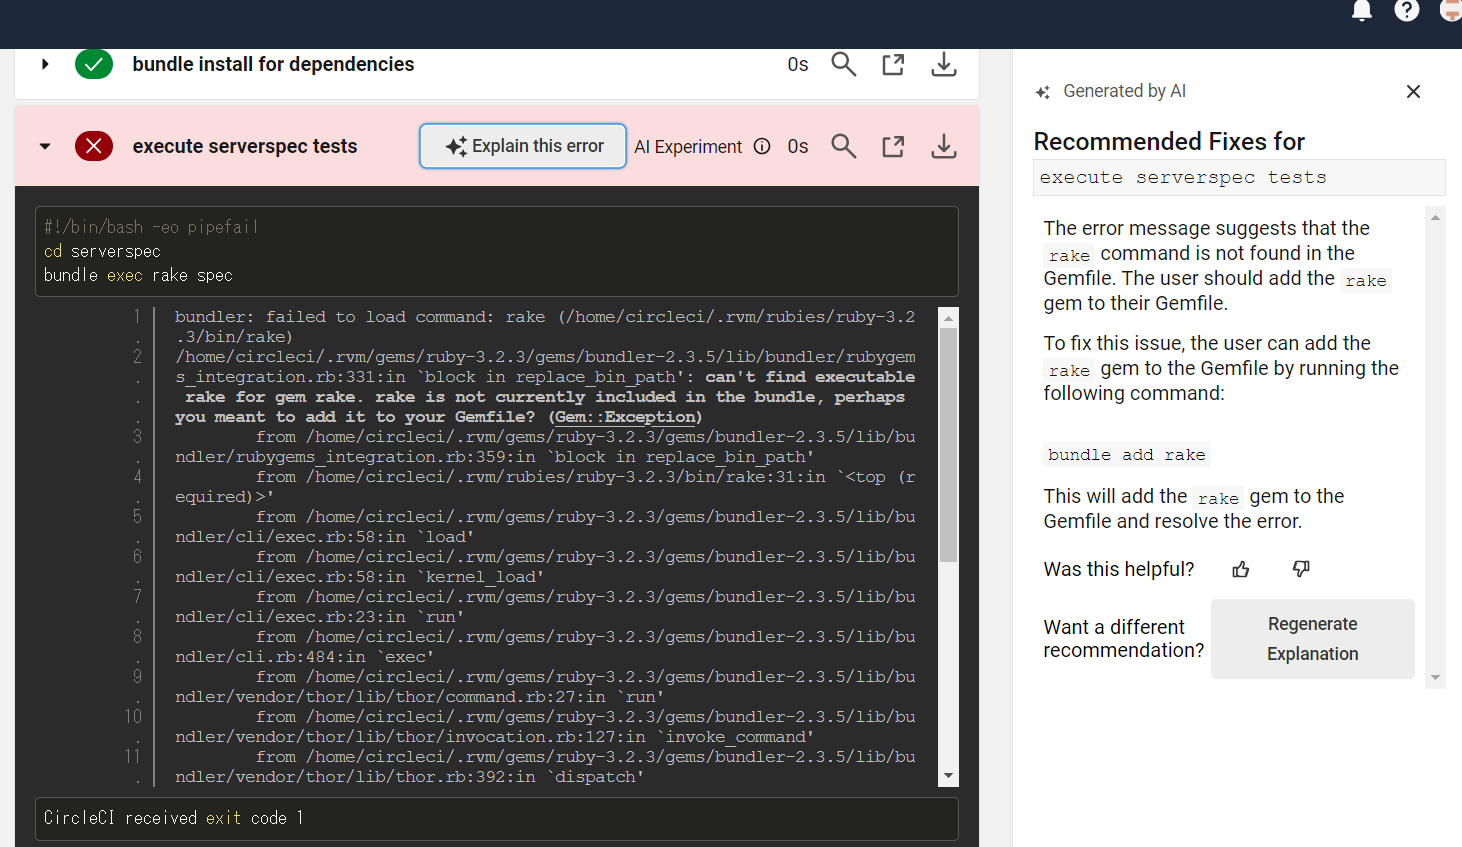 bundle install for dependencies
0s
execute serverspec tests
Explain this error
AI Experiment
0s
#!/bin/bash -eo pipefail
cd serverspec
bundle exec rake spec
1 bundler: failed to load command: rake (/home/circleci/.rvm/rubies/ruby-3.2
. .3/bin/rake)
2 /home/circleci/.rvm/gems/ruby-3.2.3/gems/bundler-2.3.5/lib/bundler/rubygem
. s_integration.rb:331:in `block in replace_bin_path': can't find executable
. rake for gem rake. rake is not currently included in the bundle, perhaps
. you meant to add it to your Gemfile? (Gem::Exception)
3 from /home/circleci/.rvm/gems/ruby-3.2.3/gems/bundler-2.3.5/lib/bu
. ndler/rubygems_integration.rb:359:in `block in replace_bin_path'
4 from /home/circleci/.rvm/rubies/ruby-3.2.3/bin/rake:31:in `<top (r
. equired)>'
5 from /home/circleci/.rvm/gems/ruby-3.2.3/gems/bundler-2.3.5/lib/bu
. ndler/cli/exec.rb:58:in `load'
6 from /home/circleci/.rvm/gems/ruby-3.2.3/gems/bundler-2.3.5/lib/bu
. ndler/cli/exec.rb:58:in `kernel_load'
7 from /home/circleci/.rvm/gems/ruby-3.2.3/gems/bundler-2.3.5/lib/bu
. ndler/cli/exec.rb:23:in `run'
8 from /home/circleci/.rvm/gems/ruby-3.2.3/gems/bundler-2.3.5/lib/bu
. ndler/cli.rb:484:in `exec'
9 from /home/circleci/.rvm/gems/ruby-3.2.3/gems/bundler-2.3.5/lib/bu
. ndler/vendor/thor/lib/thor/command.rb:27:in `run'
10 from /home/circleci/.rvm/gems/ruby-3.2.3/gems/bundler-2.3.5/lib/bu
. ndler/vendor/thor/lib/thor/invocation.rb:127:in `invoke_command'
11 from /home/circleci/.rvm/gems/ruby-3.2.3/gems/bundler-2.3.5/lib/bu
. ndler/vendor/thor/lib/thor.rb:392:in `dispatch'
CircleCI received exit code 1
Generated by AI
Recommended Fixes for
execute serverspec tests
The error message suggests that the
rake command is not found in the
Gemfile. The user should add the rake
gem to their Gemfile.
To fix this issue, the user can add the
rake gem to the Gemfile by running the
following command:
bundle add rake
This will add the rake gem to the
Gemfile and resolve the error.
Was this helpful?
Want a different
recommendation?
Regenerate
Explanation